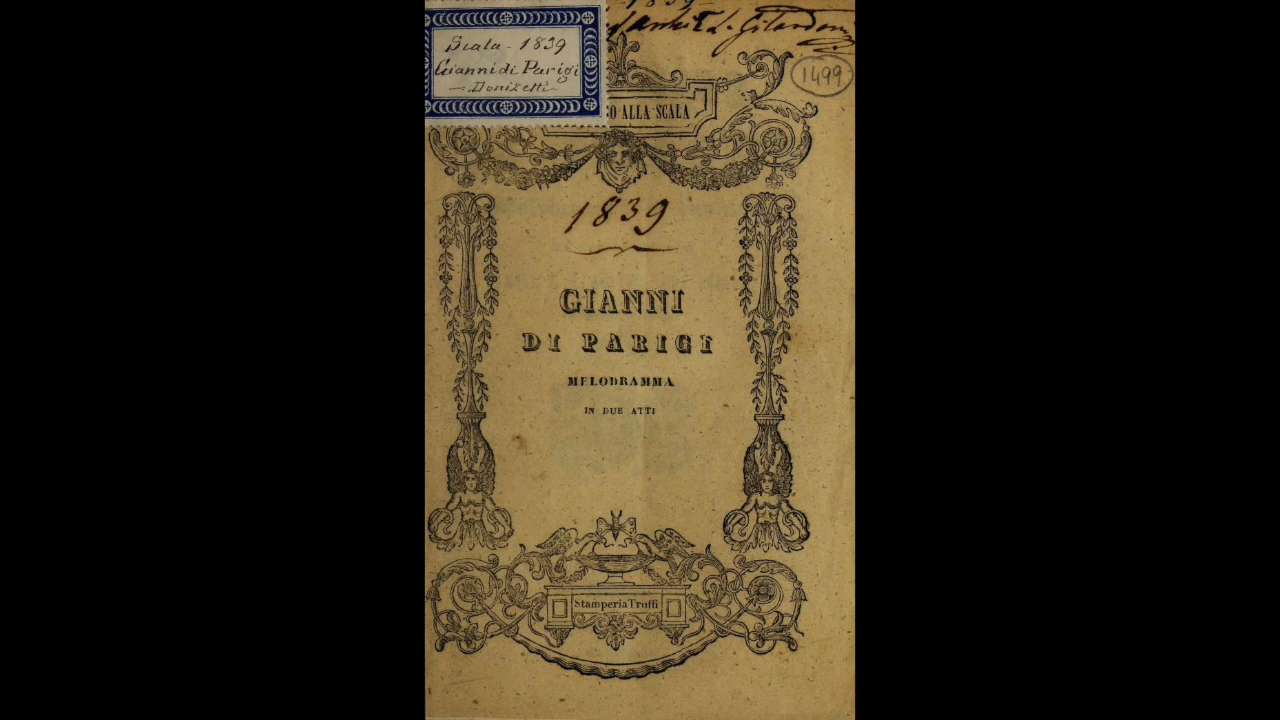 Scala - 1839
Gianni di Parigi
- Donizetti -
1839
1499
O ALLA SCALA
1839
GIANNI
DI PARIGI
MELODRAMMA
IN DUE ATTI
Stamperia Truffi